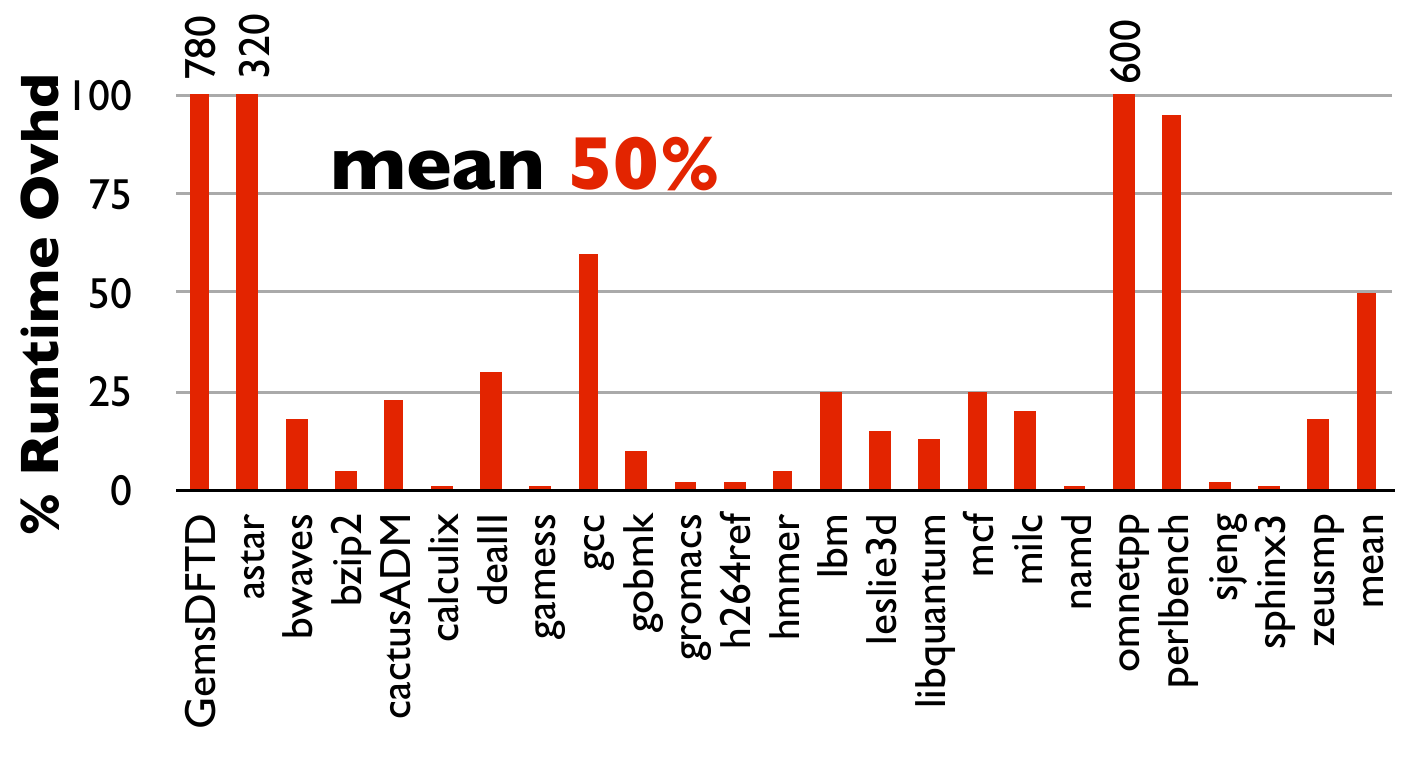 780
320
600
% Runtime Ovhd
100
75
50
25
0
mean 50%
GemsDFTD
astar
bwaves
bzip2
cactusADM
calculix
dealII
gamess
gcc
gobmk
gromacs
h264ref
hmmer
lbm
leslie3d
libquantum
mcf
milc
namd
omnetpp
perlbench
sjeng
sphinx3
zeusmp
mean